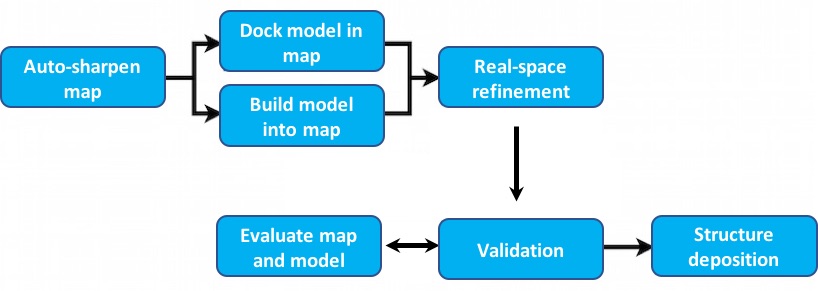 Auto-sharpen
map
Dock model in
map
Build model
into map
Real-space
refinement
Evaluate map
and model
Validation
Structure
deposition